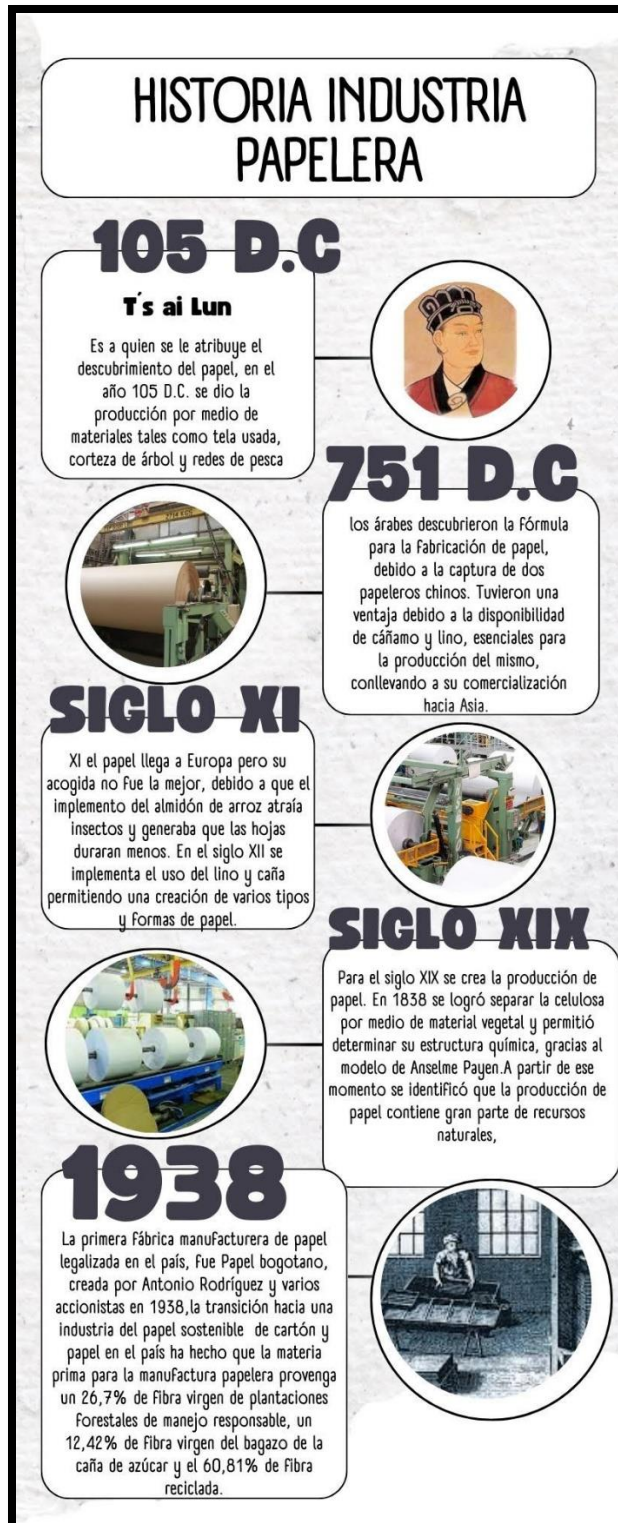 HISTORIA INDUSTRIA
PAPELERA
105 D.C
T's ai Lun
Es a quien se le atribuye el
descubrimiento del papel, en el
año 105 D.C. se dio la
producción por medio de
materiales tales como tela usada,
corteza de árbol y redes de pesca
751 D.C
los árabes descubrieron la fórmula
para la fabricación de papel,
debido a la captura de dos
papeleros chinos. Tuvieron una
ventaja debido a la disponibilidad
de cáñamo y lino, esenciales para
la producción del mismo,
conllevando a su comercialización
hacia Asia.
SIGLO XI
XI el papel llega a Europa pero su
acogida no fue la mejor, debido a que el
implemento del almidón de arroz atraía
insectos y generaba que las hojas
duraran menos. En el siglo XII se
implementa el uso del lino y caña
permitiendo una creación de varios tipos
y formas de papel.
SIGLO XIX
Para el siglo XIX se crea la producción de
papel. En 1838 se logró separar la celulosa
por medio de material vegetal y permitió
determinar su estructura química, gracias al
modelo de Anselme Payen.A partir de ese
momento se identificó que la producción de
papel contiene gran parte de recursos
naturales,
1938
La primera fábrica manufacturera de papel
legalizada en el país, fue Papel bogotano,
creada por Antonio Rodríguez y varios
accionistas en 1938,la transición hacia una
industria del papel sostenible de cartón y
papel en el país ha hecho que la materia
prima para la manufactura papelera provenga
un 26,7% de fibra virgen de plantaciones
forestales de manejo responsable, un
12,42% de fibra virgen del bagazo de la
caña de azúcar y el 60,81% de fibra
reciclada.